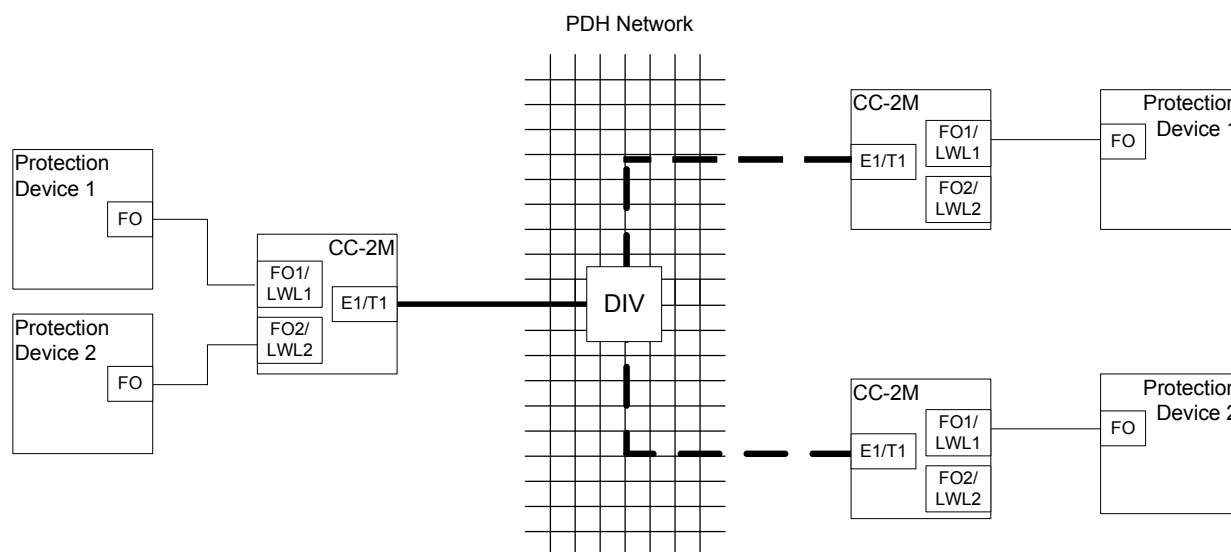 PDH Network
Protection
Device 1
FO
CC-2M
FO1/
LWL1
E1/T1
FO2/
LWL2
Protection
Device 2
FO
DIV
CC-2M
E1/T1
FO1/
LWL1
FO2/
LWL2
FO
Protection
Device 1
CC-2M
E1/T1
FO1/
LWL1
FO2/
LWL2
FO
Protection
Device 2